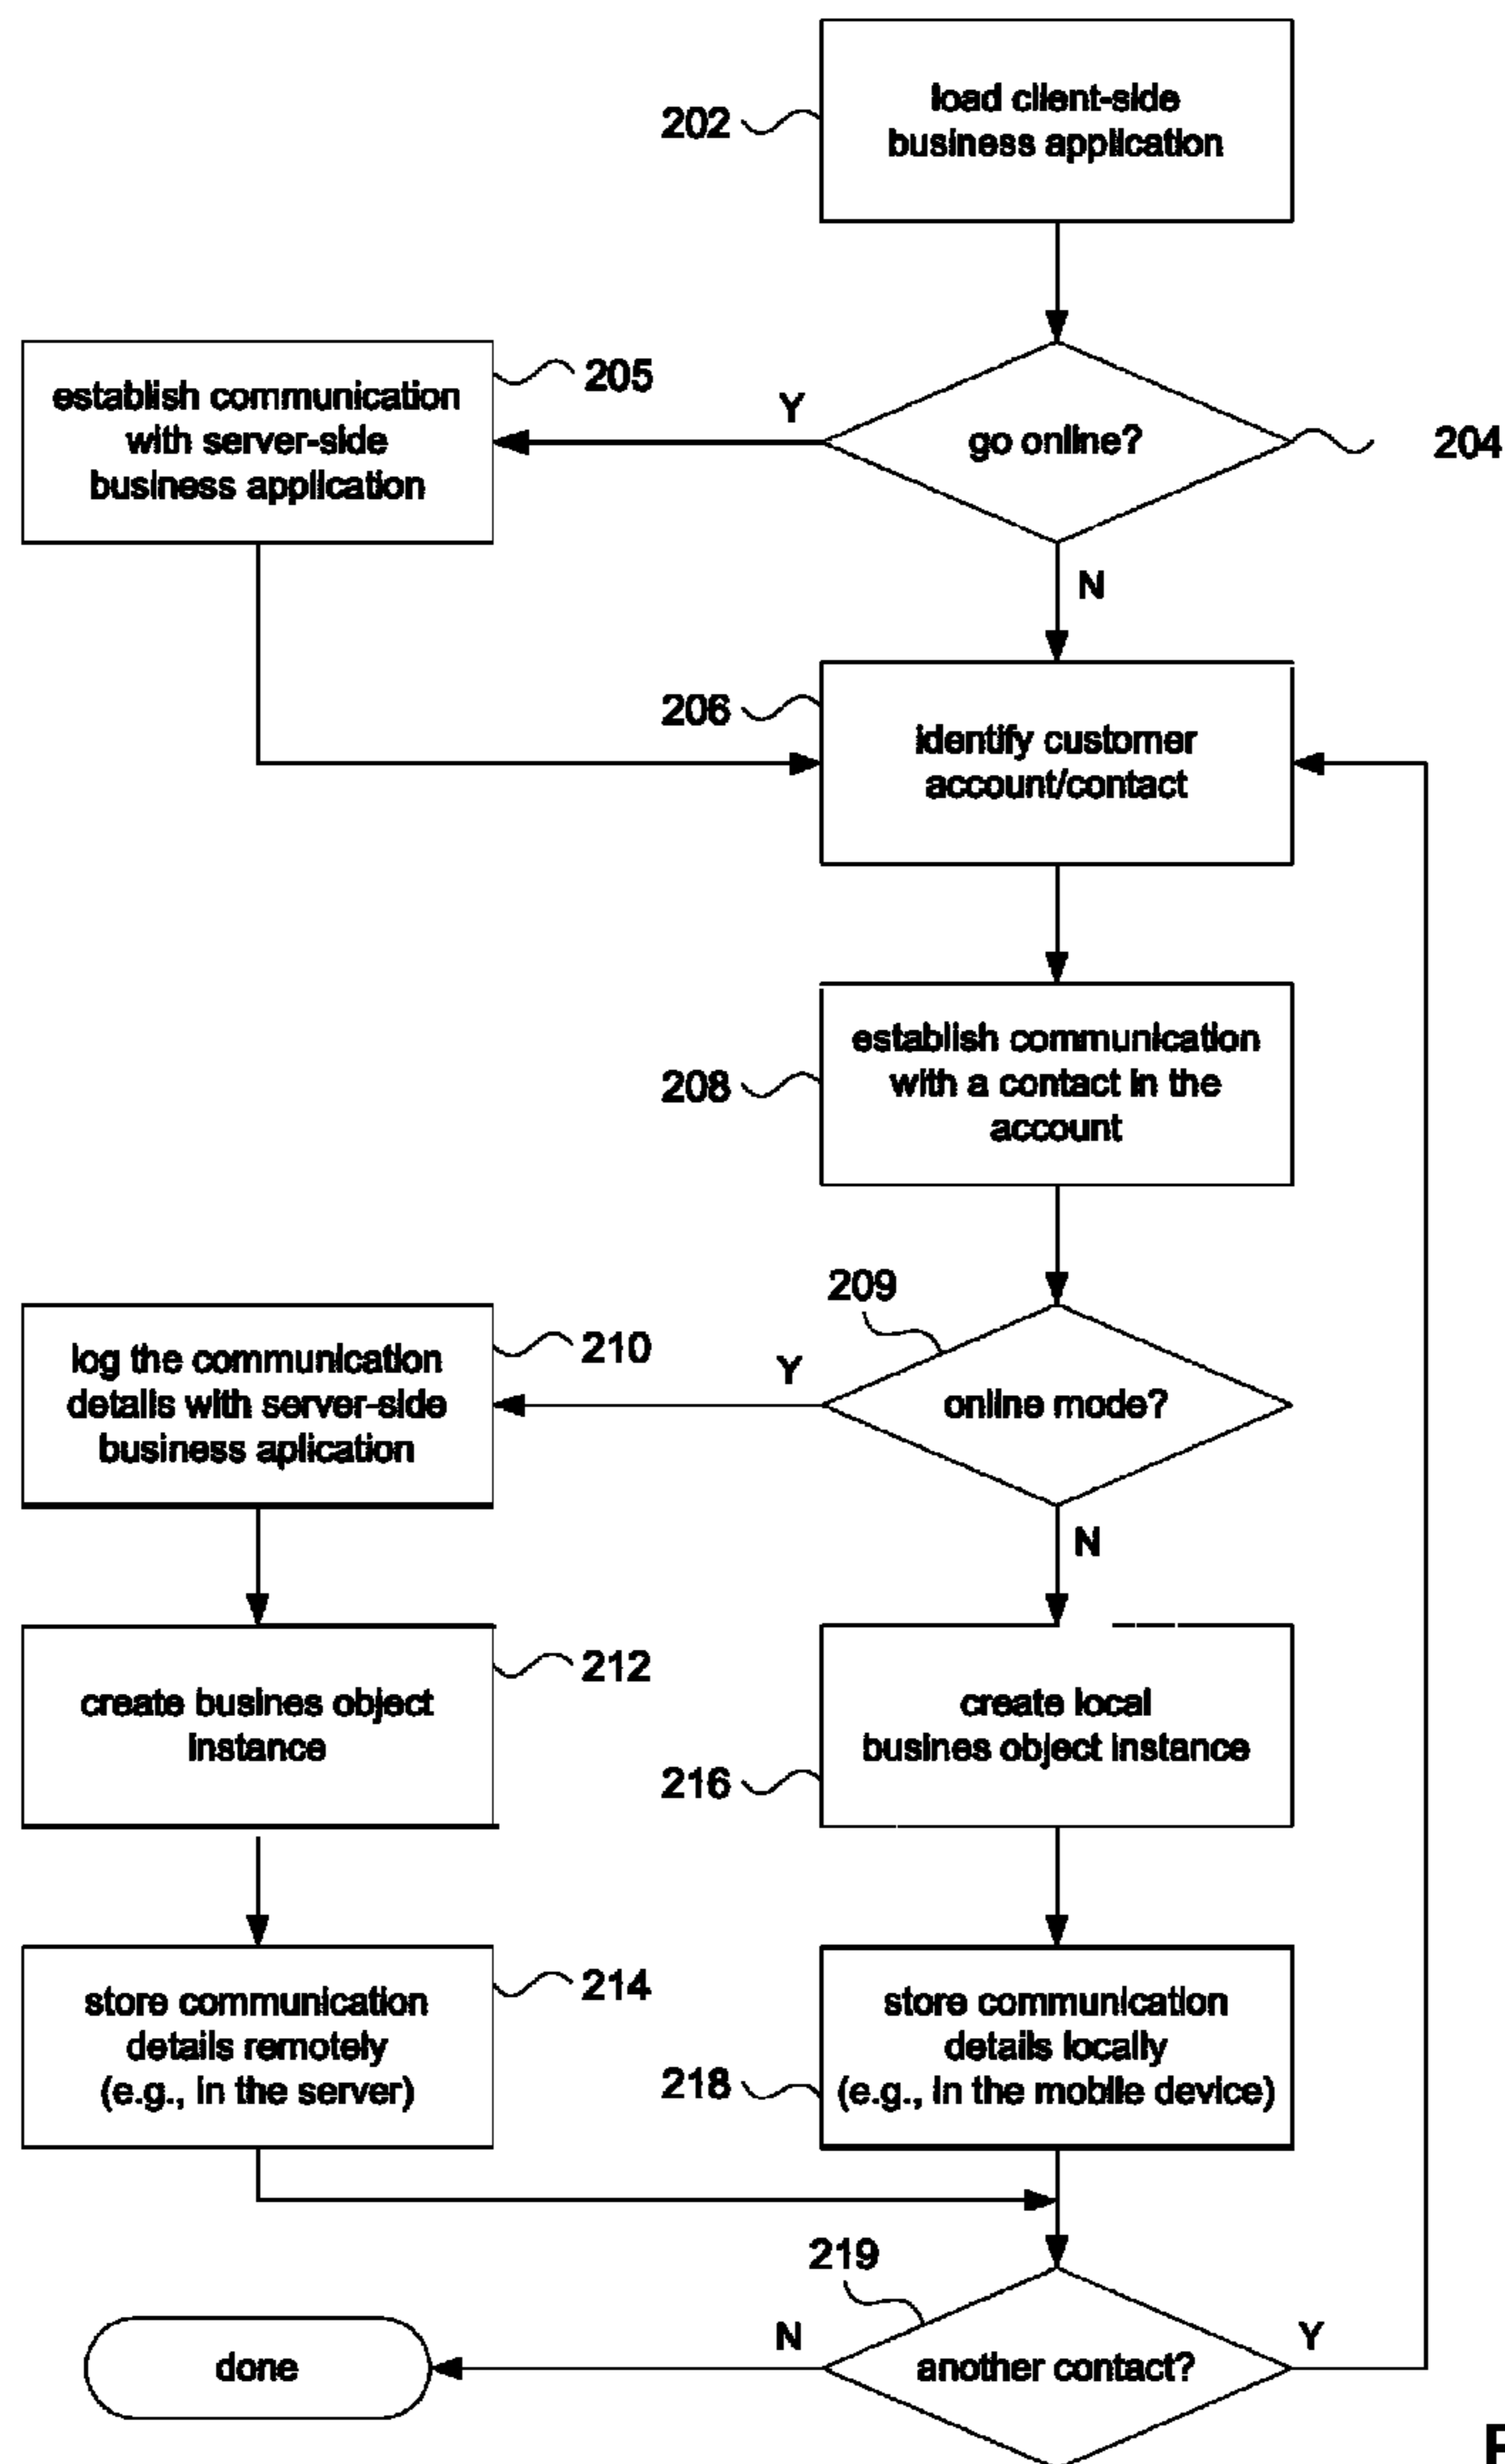 202
load client-side
business application
205
establish communication
with server-side
business application
Y
go online?
204
N
206
identify customer
account/contact
208
establish communication
with a contact in the
account
209
210
log the communication
details with server-side
business aplication
Y
online mode?
N
212
create busines object
instance
create local
busines object instance
216
214
store communication
details remotely
(e.g., in the server)
store communication
details locally
(e.g., in the mobile device)
218
219
done
N
another contact?
Y